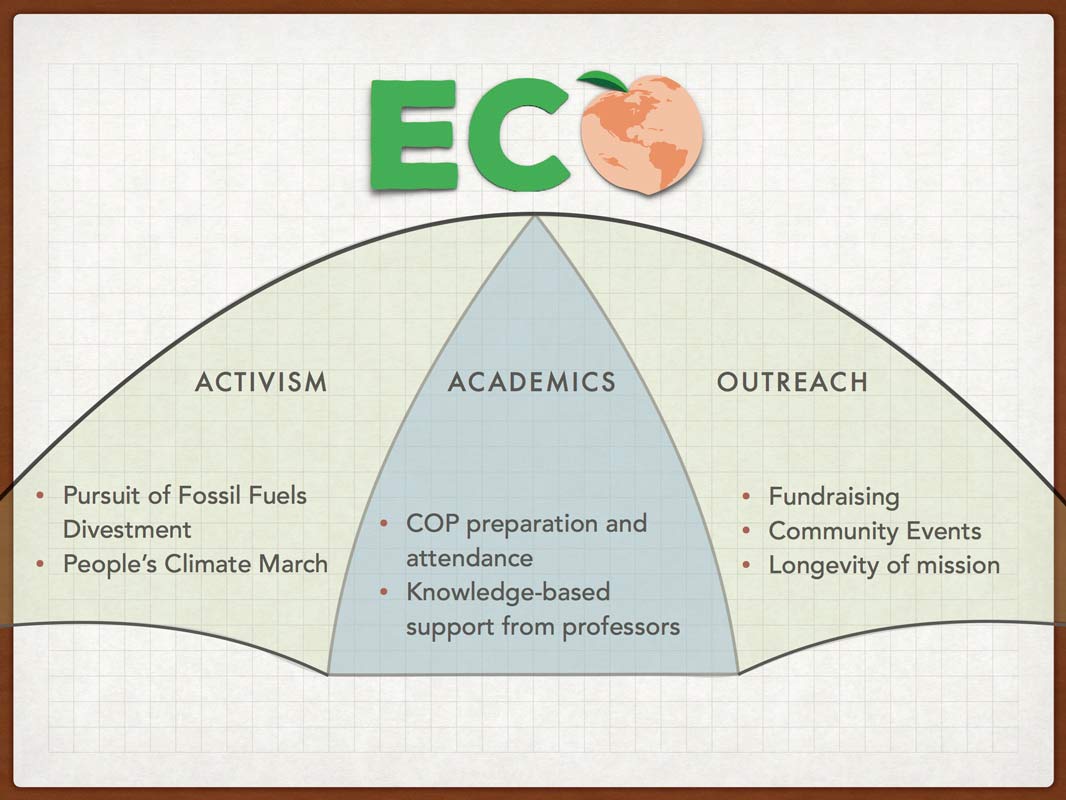 ECO
ACTIVISM
• Pursuit of Fossil Fuels
Divestment
• People's Climate March
ACADEMICS
• COP preparation and
attendance
• Knowledge-based
support from professors
OUTREACH
• Fundraising
• Community Events
• Longevity of mission